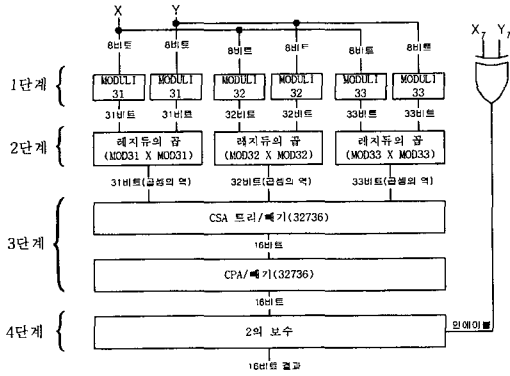 X Y
X7 Y7
8비트 8비트 8비트 8비트 8비트 8비트
1단계
MODULI 31 MODULI 31 MODULI 32 MODULI 32 MODULI 33 MODULI 33
31비트 31비트 32비트 32비트 33비트 33비트
2단계
레지듀의 곱 레지듀의 곱 레지듀의 곱
(MOD31 X MOD31) (MOD32 X MOD32) (MOD33 X MOD33)
31비트(곱셈의 역) 32비트(곱셈의 역) 33비트(곱셈의 역)
3단계
CSA 트리/빼기(32736)
16비트
CPA/빼기(32736)
16비트
4단계
2의 보수
인에이블
16비트 결과